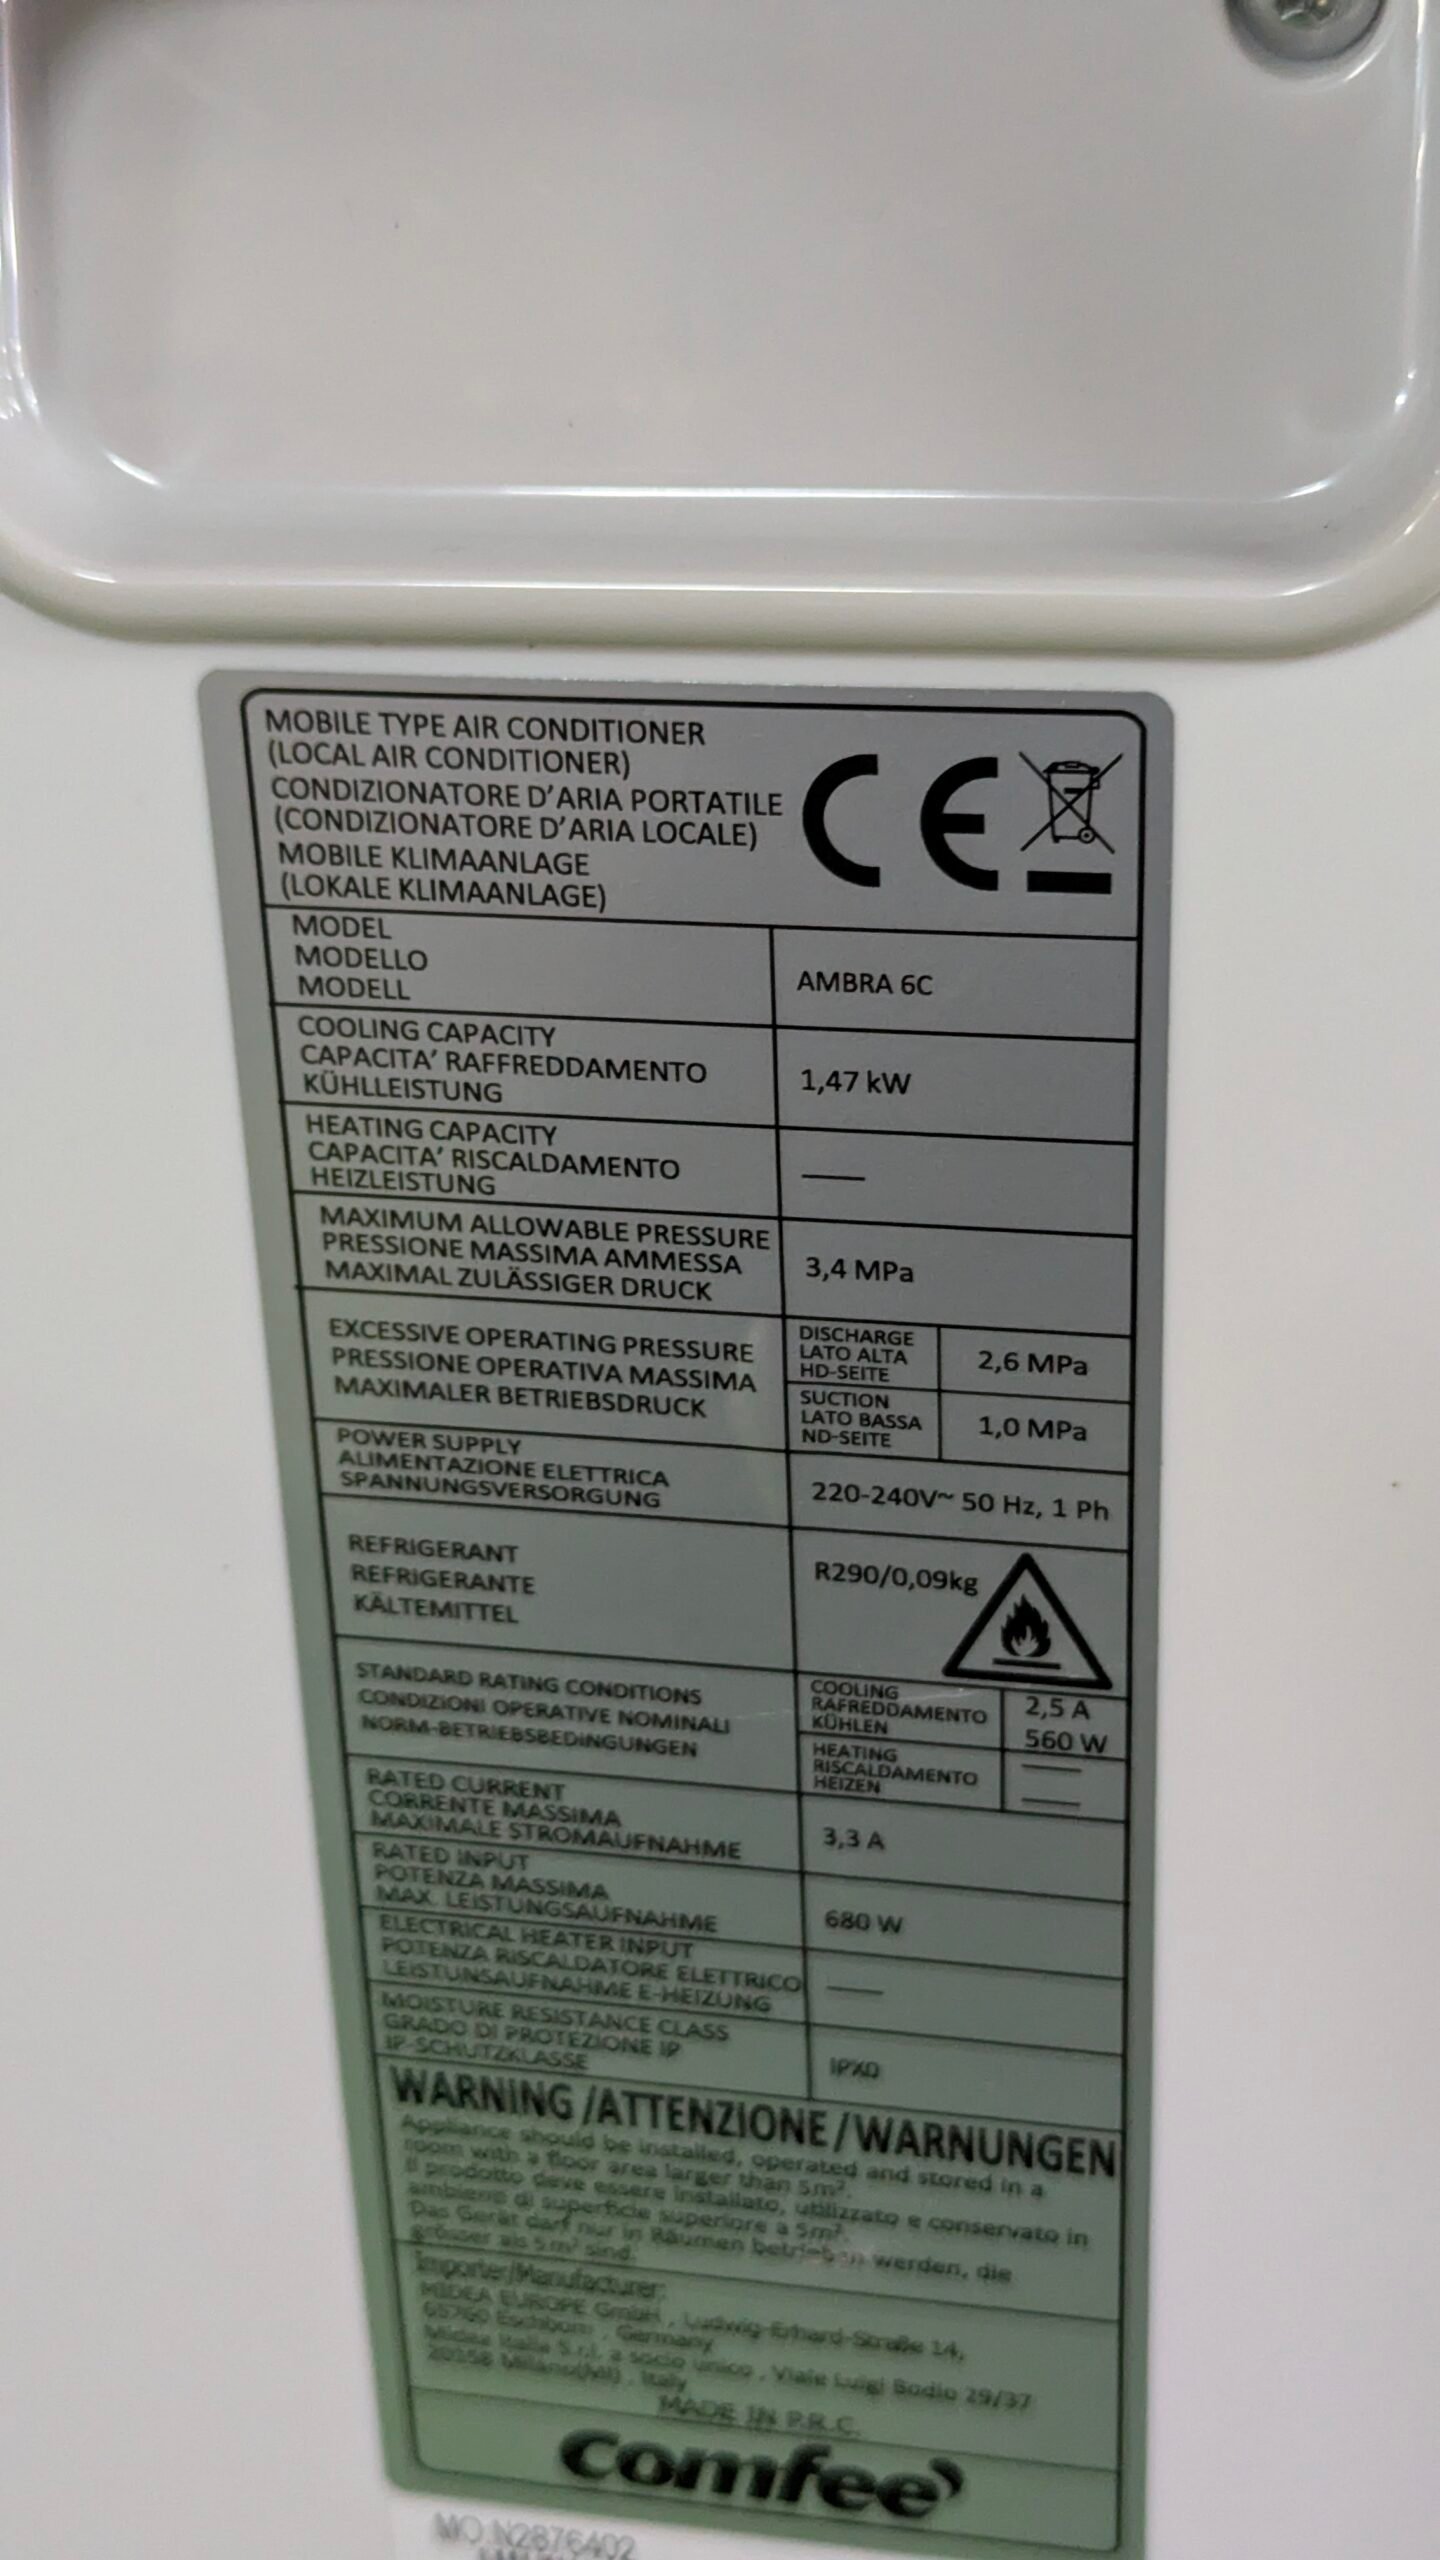 MOBILE TYPE AIR CONDITIONER
(LOCAL AIR CONDITIONER)
CONDIZIONATORE D'ARIA PORTATILE
(CONDIZIONATORE D'ARIA LOCALE)
MOBILE KLIMAANLAGE
(LOKALE KLIMAANLAGE)
CE
MODEL
MODELLO
MODELL
AMBRA 6C
COOLING CAPACITY
CAPACITA' RAFFREDDAMENTO
KÜHLLEISTUNG
1,47 kW
HEATING CAPACITY
CAPACITA' RISCALDAMENTO
HEIZLEISTUNG
——
MAXIMUM ALLOWABLE PRESSURE
PRESSIONE MASSIMA AMMESSA
MAXIMAL ZULÄSSIGER DRUCK
3,4 MPa
EXCESSIVE OPERATING PRESSURE
PRESSIONE OPERATIVA MASSIMA
MAXIMALER BETRIEBSDRUCK
DISCHARGE
LATO ALTA
HD-SEITE
2,6 MPa
SUCTION
LATO BASSA
ND-SEITE
1,0 MPa
POWER SUPPLY
ALIMENTAZIONE ELETTRICA
SPANNUNGSVERSORGUNG
220-240V~ 50 Hz, 1 Ph
REFRIGERANT
REFRIGERANTE
KÄLTEMITTEL
R290/0,09kg
STANDARD RATING CONDITIONS
CONDIZIONI OPERATIVE NOMINALI
NORM-BETRIEBSBEDINGUNGEN
COOLING
RAFREDDAMENTO
KÜHLEN
2,5 A
560 W
HEATING
RISCALDAMENTO
HEIZEN
——
——
RATED CURRENT
CORRENTE MASSIMA
MAXIMALE STROMAUFNAHME
3,3 A
RATED INPUT
POTENZA MASSIMA
MAX. LEISTUNGSAUFNAHME
680 W
ELECTRICAL HEATER INPUT
POTENZA RISCALDATORE ELETTRICO
LEISTUNSAUFNAHME E-HEIZUNG
——
MOISTURE RESISTANCE CLASS
GRADO DI PROTEZIONE IP
IP-SCHUTZKLASSE
IPX0
WARNING /ATTENZIONE /WARNUNGEN
Appliance should be installed, operated and stored in a
room with a floor area larger than 5m².
Il prodotto deve essere installato, utilizzato e conservato in
ambiente di superficie superiore a 5m².
Das Gerät darf nur in Räumen betrieben werden, die
grösser als 5 m² sind.
Importer/Manufacturer:
MIDEA EUROPE GmbH, Ludwig-Erhard-Straße 14,
65760 Eschborn, Germany
Midea Italia S.r.l. a socio unico, Viale Luigi Bodio 29/37
20158 Milano(MI), Italy
MADE IN P.R.C.
comfee'
MO.N2876402